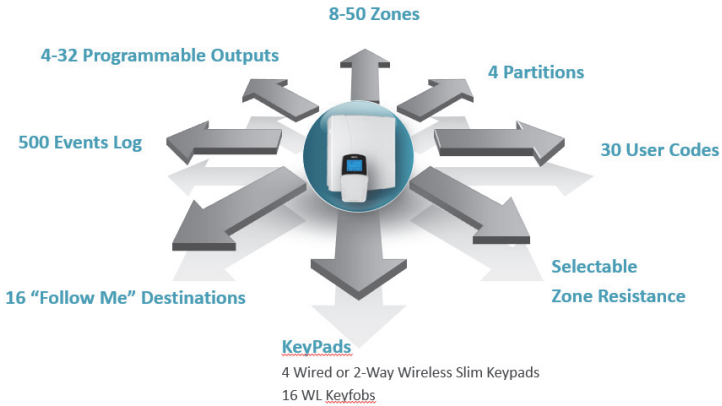 8-50 Zones
4-32 Programmable Outputs
4 Partitions
500 Events Log
30 User Codes
16 “Follow Me” Destinations
Selectable
Zone Resistance
KeyPads
4 Wired or 2-Way Wireless Slim Keypads
16 WL Keyfobs